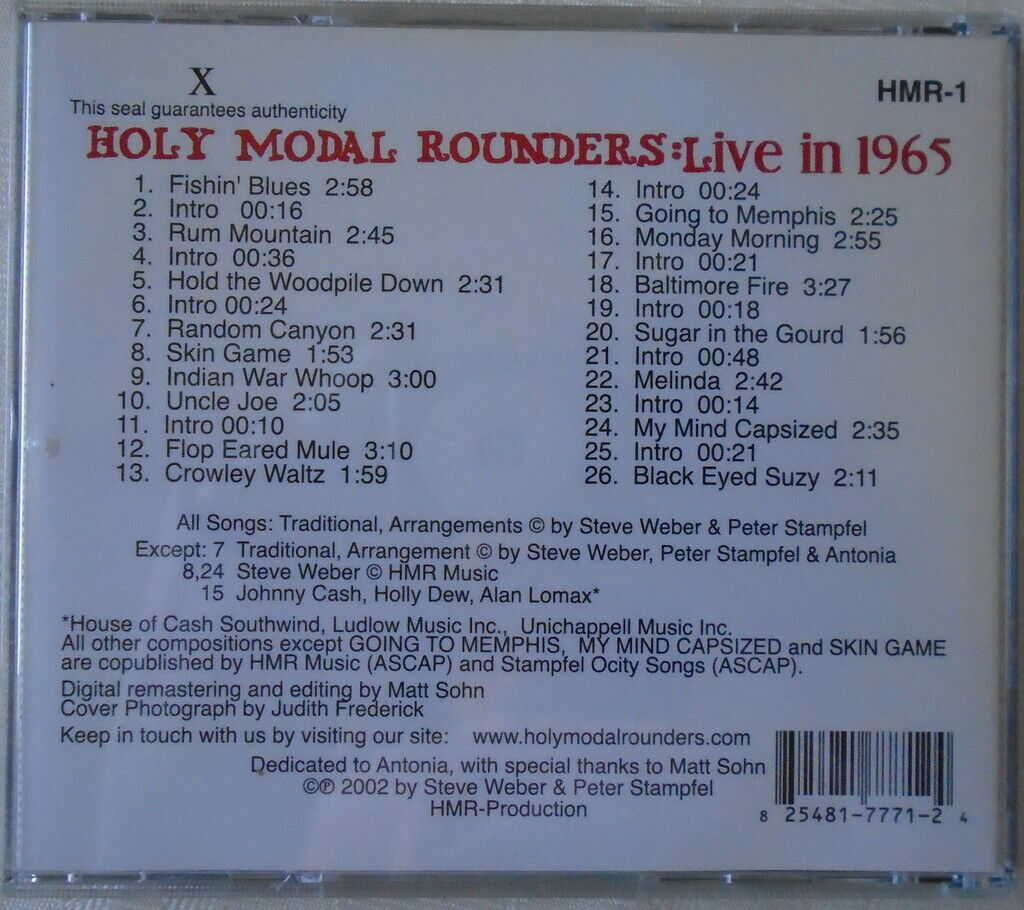 X
HMR-1
This seal guarantees authenticity
HOLY MODAL ROUNDERS:Live in 1965
1. Fishin' Blues 2:58
2. Intro 00:16
3. Rum Mountain 2:45
4. Intro 00:36
5. Hold the Woodpile Down 2:31
6. Intro 00:24
7. Random Canyon 2:31
8. Skin Game 1:53
9. Indian War Whoop 3:00
10. Uncle Joe 2:05
11. Intro 00:10
12. Flop Eared Mule 3:10
13. Crowley Waltz 1:59
14. Intro 00:24
15. Going to Memphis 2:25
16. Monday Morning 2:55
17. Intro 00:21
18. Baltimore Fire 3:27
19. Intro 00:18
20. Sugar in the Gourd 1:56
21. Intro 00:48
22. Melinda 2:42
23. Intro 00:14
24. My Mind Capsized 2:35
25. Intro 00:21
26. Black Eyed Suzy 2:11
All Songs: Traditional, Arrangements © by Steve Weber & Peter Stampfel
Except: 7 Traditional, Arrangement © by Steve Weber, Peter Stampfel & Antonia
8,24 Steve Weber © HMR Music
15 Johnny Cash, Holly Dew, Alan Lomax*
*House of Cash Southwind, Ludlow Music Inc., Unichappell Music Inc.
All other compositions except GOING TO MEMPHIS, MY MIND CAPSIZED and SKIN GAME
are copublished by HMR Music (ASCAP) and Stampfel Ocity Songs (ASCAP).
Digital remastering and editing by Matt Sohn
Cover Photograph by Judith Frederick
Keep in touch with us by visiting our site: www.holymodalrounders.com
Dedicated to Antonia, with special thanks to Matt Sohn
©℗ 2002 by Steve Weber & Peter Stampfel
HMR-Production
8 25481-7771-2 4